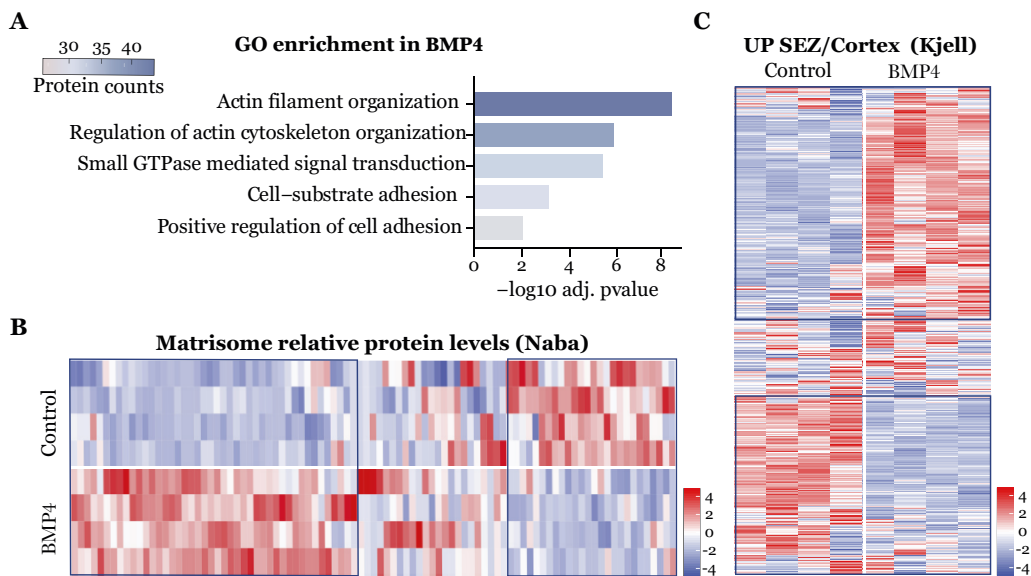 A
GO enrichment in BMP4
30 35 40
Protein counts
Actin filament organization
Regulation of actin cytoskeleton organization
Small GTPase mediated signal transduction
Cell–substrate adhesion
Positive regulation of cell adhesion
0 2 4 6 8
–log10 adj. pvalue
B
Matrisome relative protein levels (Naba)
Control
BMP4
4
2
0
-2
-4
C
UP SEZ/Cortex (Kjell)
Control BMP4
4
2
0
-2
-4